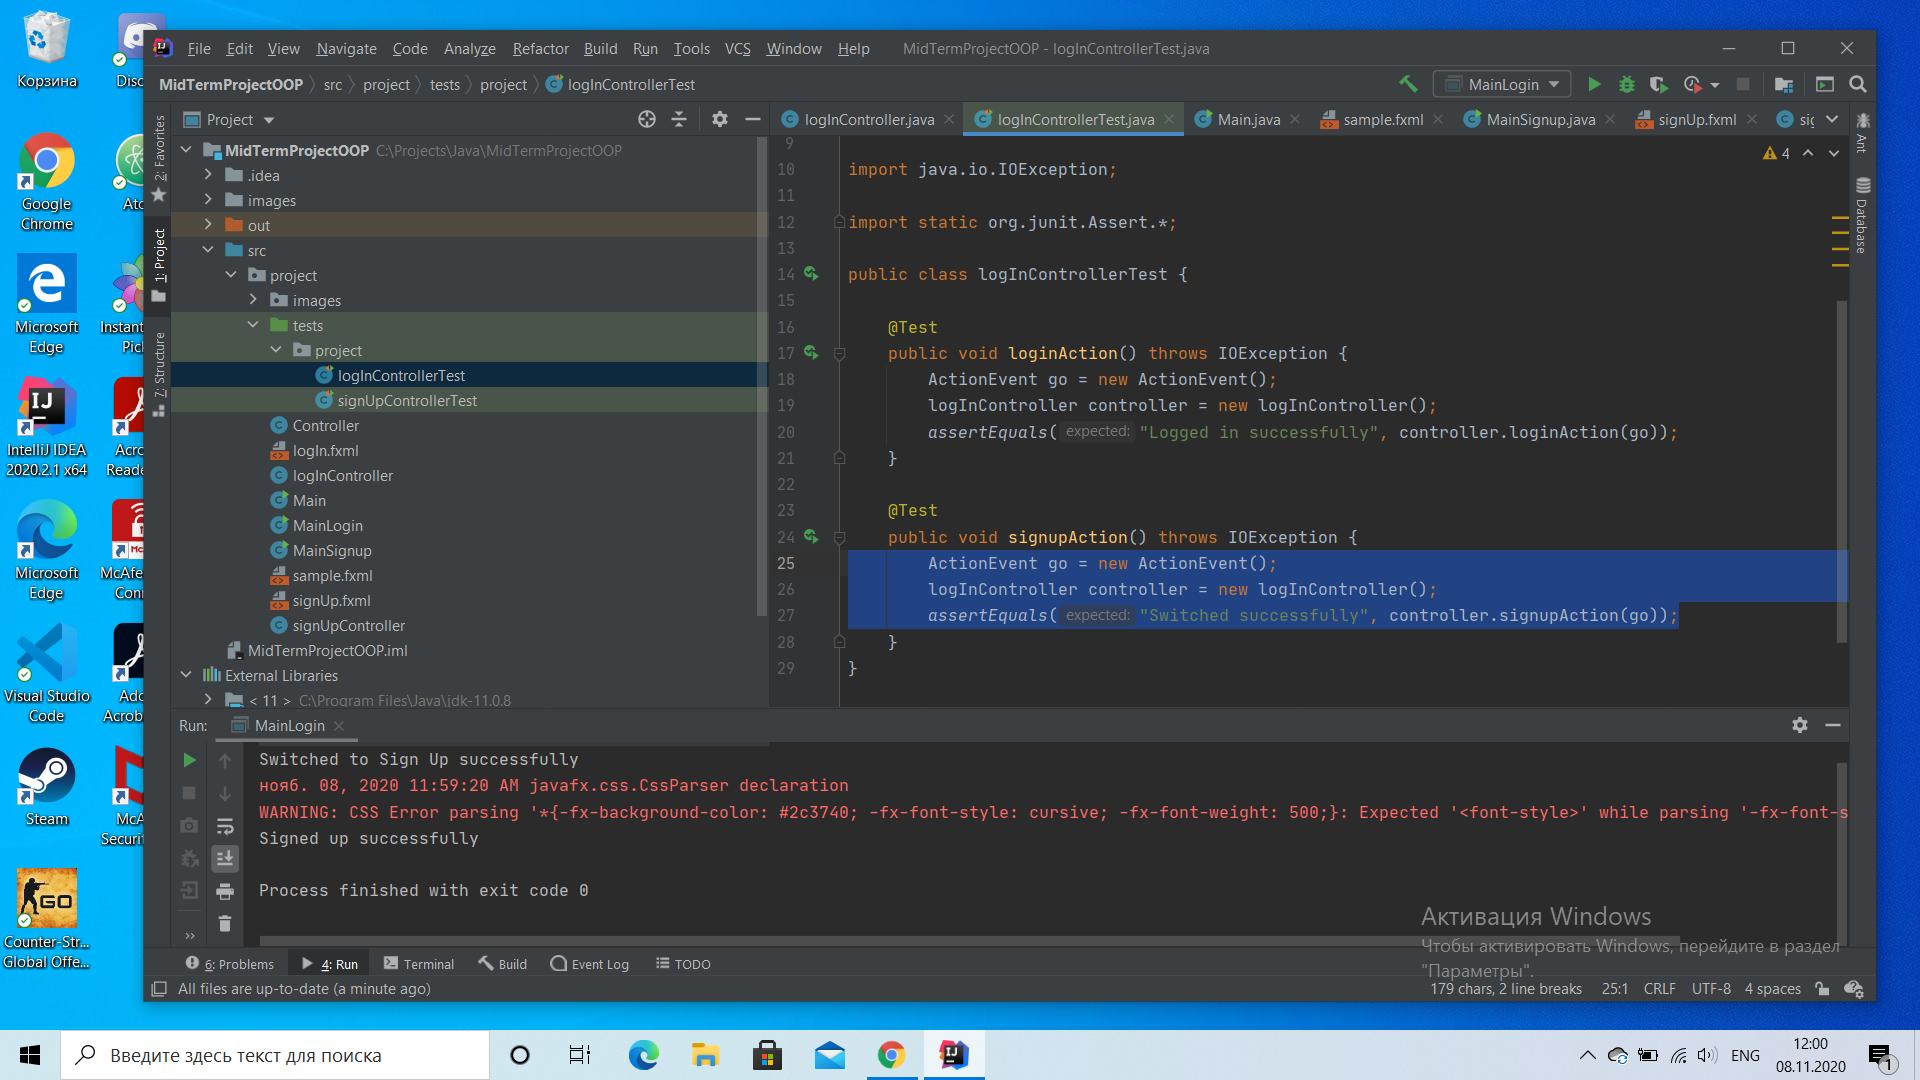 Корзина
Google
Chrome
Microsoft
Edge
IntelliJ IDEA
2020.2.1 x64
Microsoft
Edge
Visual Studio
Code
Steam
Counter-Str...
Global Offe...
File Edit View Navigate Code Analyze Refactor Build Run Tools VCS Window Help MidTermProjectOOP - logInControllerTest.java
MidTermProjectOOP src project tests project logInControllerTest
MainLogin
Project
logInController.java logInControllerTest.java Main.java sample.fxml MainSignup.java signUp.fxml
2: Favorites
1: Project
7: Structure
Ant
Database
MidTermProjectOOP C:\Projects\Java\MidTermProjectOOP
.idea
images
out
src
project
images
tests
project
logInControllerTest
signUpControllerTest
Controller
logIn.fxml
logInController
Main
MainLogin
MainSignup
sample.fxml
signUp.fxml
signUpController
MidTermProjectOOP.iml
External Libraries
< 11 > C:\Program Files\Java\jdk-11.0.8
4
9
10 import java.io.IOException;
11
12 import static org.junit.Assert.*;
13
14 public class logInControllerTest {
15
16 @Test
17 public void loginAction() throws IOException {
18 ActionEvent go = new ActionEvent();
19 logInController controller = new logInController();
20 assertEquals( expected: "Logged in successfully", controller.loginAction(go));
21 }
22
23 @Test
24 public void signupAction() throws IOException {
25 ActionEvent go = new ActionEvent();
26 logInController controller = new logInController();
27 assertEquals( expected: "Switched successfully", controller.signupAction(go));
28 }
29 }
Run: MainLogin
Switched to Sign Up successfully
нояб. 08, 2020 11:59:20 AM javafx.css.CssParser declaration
WARNING: CSS Error parsing '*{-fx-background-color: #2c3740; -fx-font-style: cursive; -fx-font-weight: 500;}: Expected '<font-style>' while parsing '-fx-font-s
Signed up successfully
Process finished with exit code 0
Активация Windows
Чтобы активировать Windows, перейдите в раздел
"Параметры".
6: Problems 4: Run Terminal Build Event Log TODO
All files are up-to-date (a minute ago)
179 chars, 2 line breaks 25:1 CRLF UTF-8 4 spaces
Введите здесь текст для поиска
ENG
12:00
08.11.2020
1